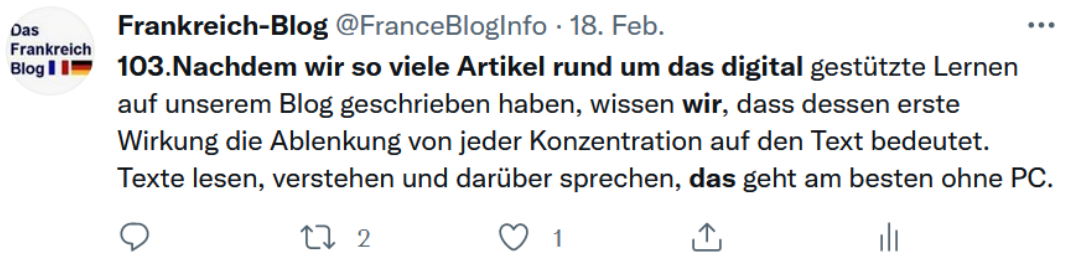 Das
Frankreich
Blog
Frankreich-Blog @FranceBlogInfo · 18. Feb.
103.Nachdem wir so viele Artikel rund um das digital gestützte Lernen
auf unserem Blog geschrieben haben, wissen wir, dass dessen erste
Wirkung die Ablenkung von jeder Konzentration auf den Text bedeutet.
Texte lesen, verstehen und darüber sprechen, das geht am besten ohne PC.
2 1